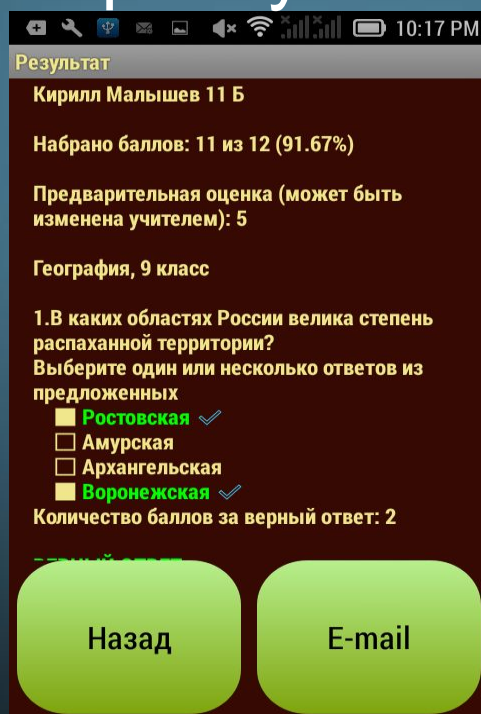 10:17 PM
Результат
Кирилл Малышев 11 Б
Набрано баллов: 11 из 12 (91.67%)
Предварительная оценка (может быть
изменена учителем): 5
География, 9 класс
1.В каких областях России велика степень
распаханной территории?
Выберите один или несколько ответов из
предложенных
Ростовская
Амурская
Архангельская
Воронежская
Количество баллов за верный ответ: 2
Назад
E-mail